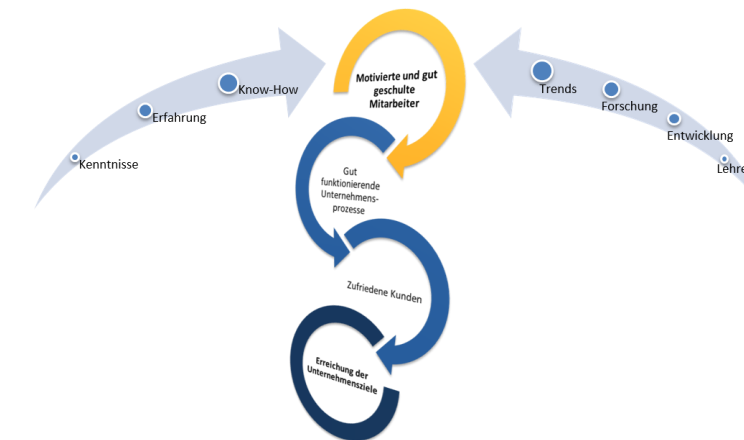 Know-How
Erfahrung
Kenntnisse
Motivierte und gut
geschulte
Mitarbeiter
Trends
Forschung
Entwicklung
Lehre
Gut
funktionierende
Unternehmens-
prozesse
Zufriedene Kunden
Erreichung der
Unternehmensziele